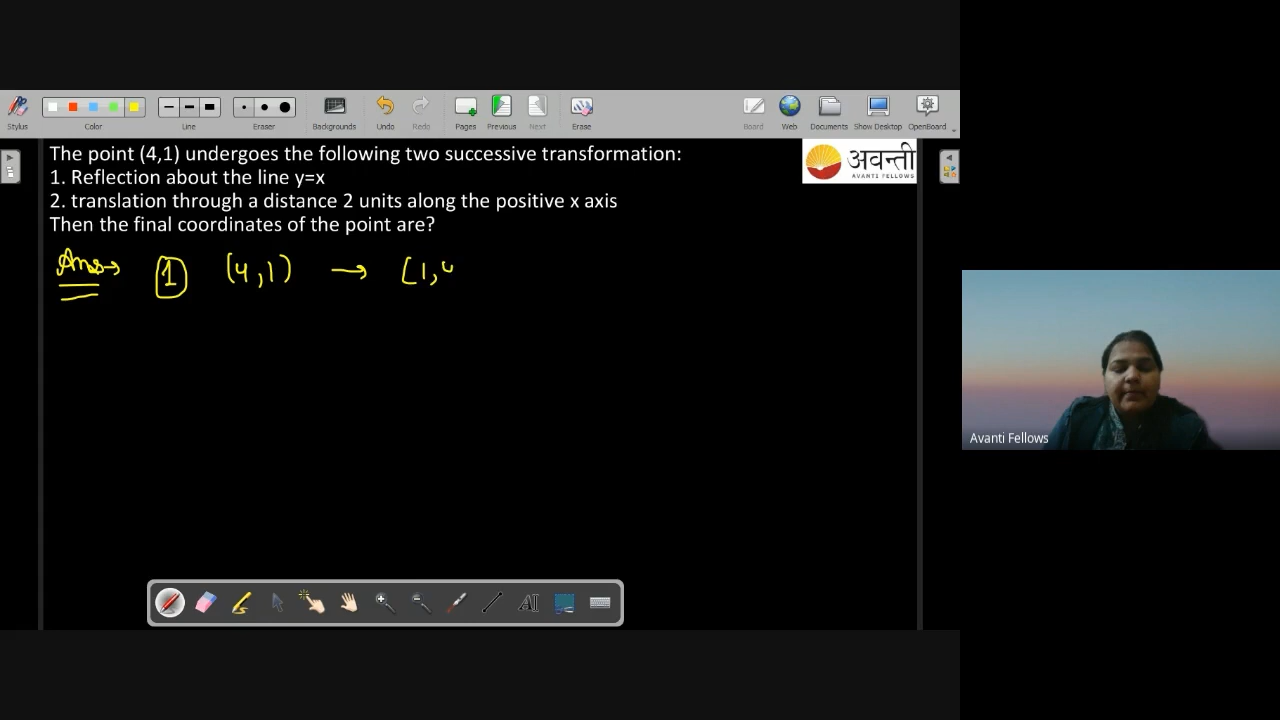 Stylus Color Line Eraser Backgrounds Undo Redo Pages Previous Next Erase Board Web Documents Show Desktop OpenBoard
The point (4,1) undergoes the following two successive transformation:
1. Reflection about the line y=x
2. translation through a distance 2 units along the positive x axis
Then the final coordinates of the point are?
अवन्ती
AVANTI FELLOWS
Ans→ 1 (4,1) → (1,4
AI
Avanti Fellows